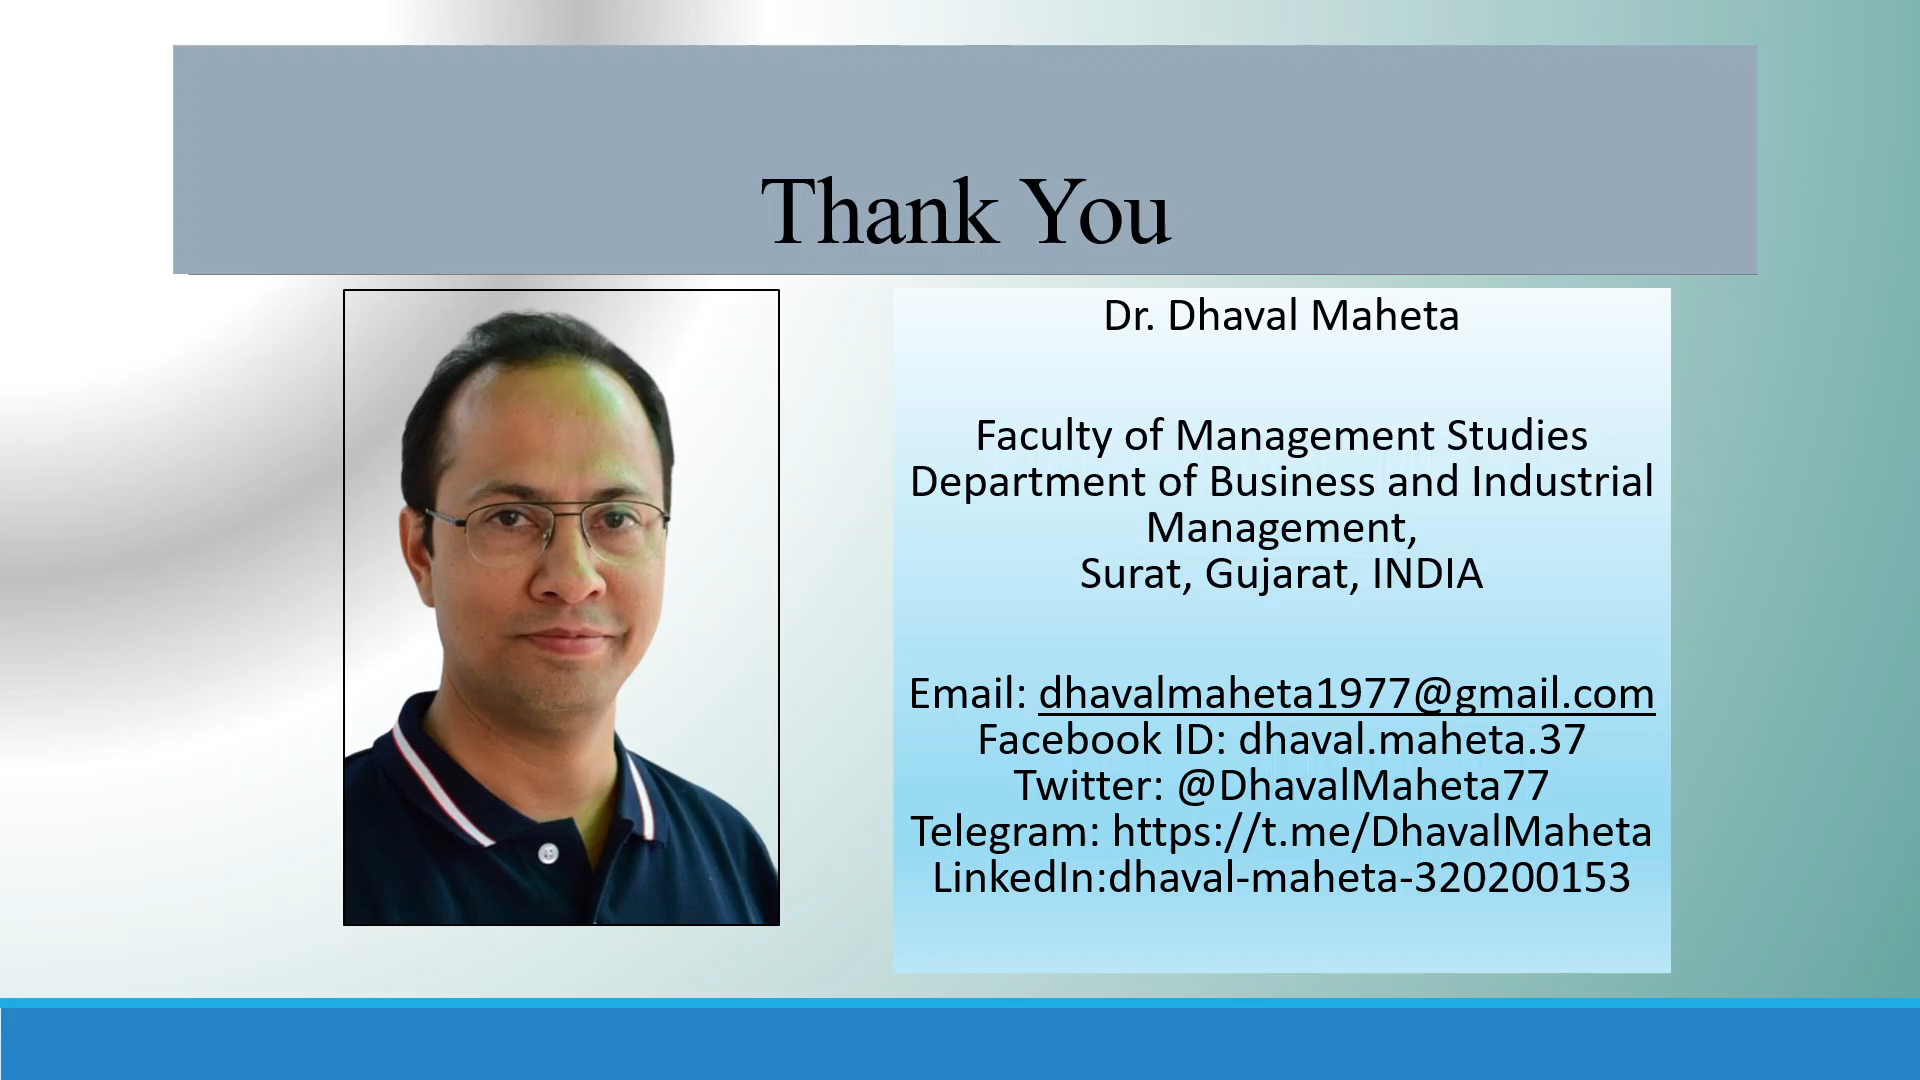 Thank You
Dr. Dhaval Maheta
Faculty of Management Studies
Department of Business and Industrial
Management,
Surat, Gujarat, INDIA
Email: dhavalmaheta1977@gmail.com
Facebook ID: dhaval.maheta.37
Twitter: @DhavalMaheta77
Telegram: https://t.me/DhavalMaheta
LinkedIn:dhaval-maheta-320200153